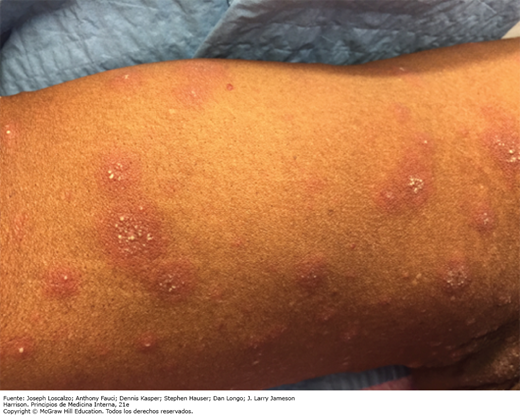 Fuente: Joseph Loscalzo; Anthony Fauci; Dennis Kasper; Stephen Hauser; Dan Longo; J. Larry Jameson
Harrison. Principios de Medicina Interna, 21e
Copyright © McGraw Hill Education. Todos los derechos reservados.